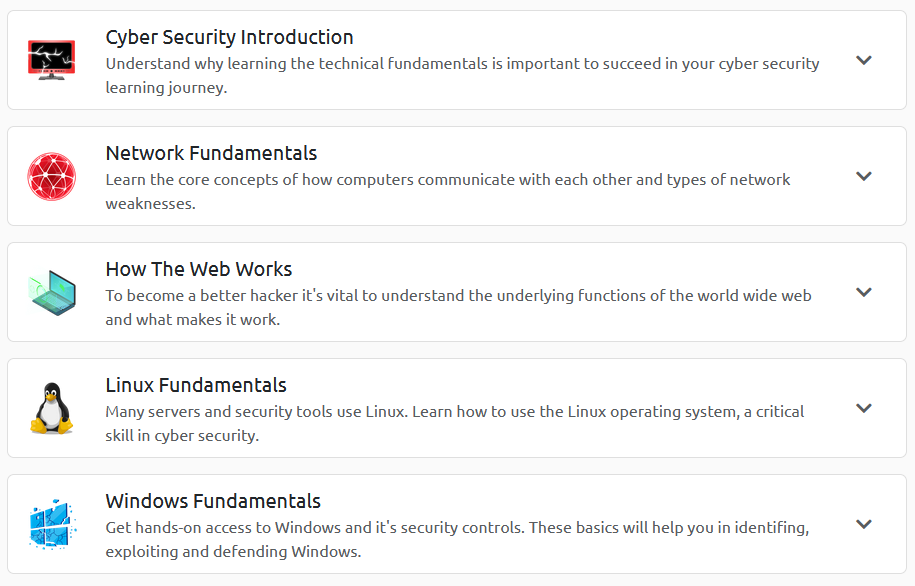 Cyber Security Introduction
Understand why learning the technical fundamentals is important to succeed in your cyber security
learning journey.
Network Fundamentals
Learn the core concepts of how computers communicate with each other and types of network
weaknesses.
How The Web Works
To become a better hacker it's vital to understand the underlying functions of the world wide web
and what makes it work.
Linux Fundamentals
Many servers and security tools use Linux. Learn how to use the Linux operating system, a critical
skill in cyber security.
Windows Fundamentals
Get hands-on access to Windows and it's security controls. These basics will help you in identifing,
exploiting and defending Windows.